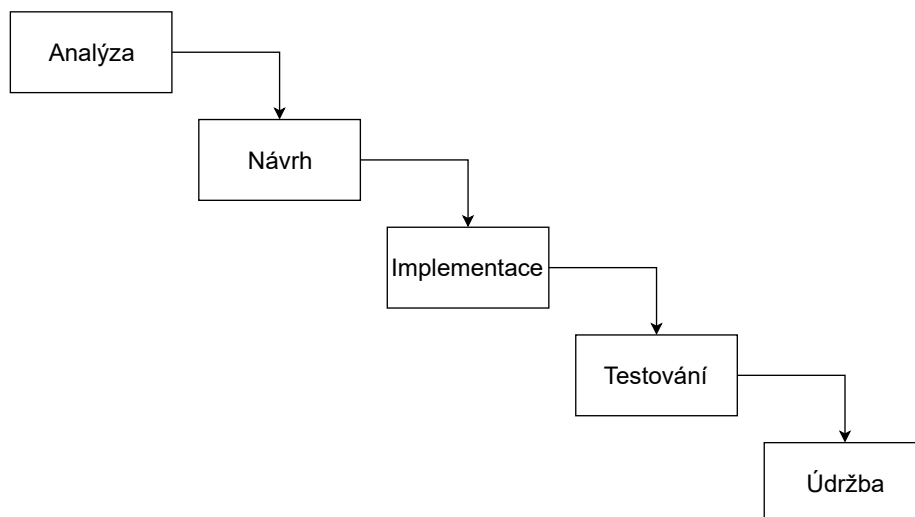 Analýza
Návrh
Implementace
Testování
Údržba